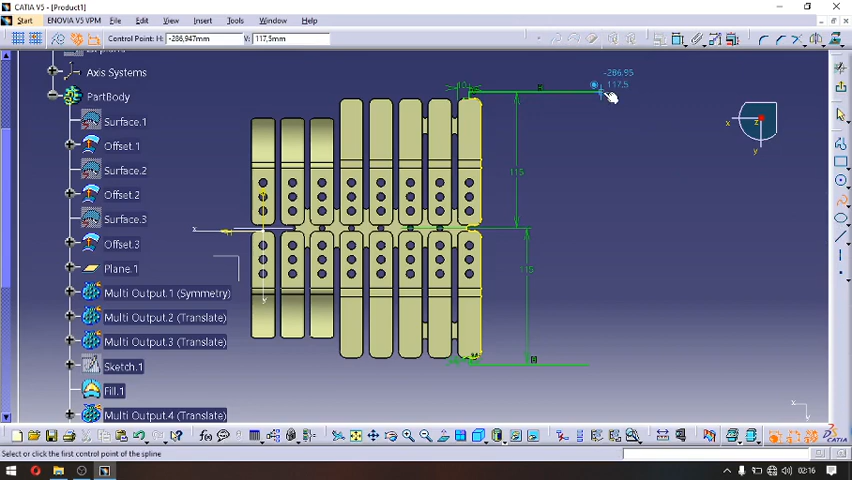 CATIA V5 - [Product1]
Start ENOVIA V5 VPM File Edit View Insert Tools Window Help
Control Point: H: -286,947mm V: 117,5mm
Axis Systems
PartBody
Surface.1
Offset.1
Surface.2
Offset.2
Surface.3
Offset.3
Plane.1
Multi Output.1 (Symmetry)
Multi Output.2 (Translate)
Multi Output.3 (Translate)
Sketch.1
Fill.1
Multi Output.4 (Translate)
-286.95
117.5
115
115
x
y
z
x
y
x
Select or click the first control point of the spline
02:16